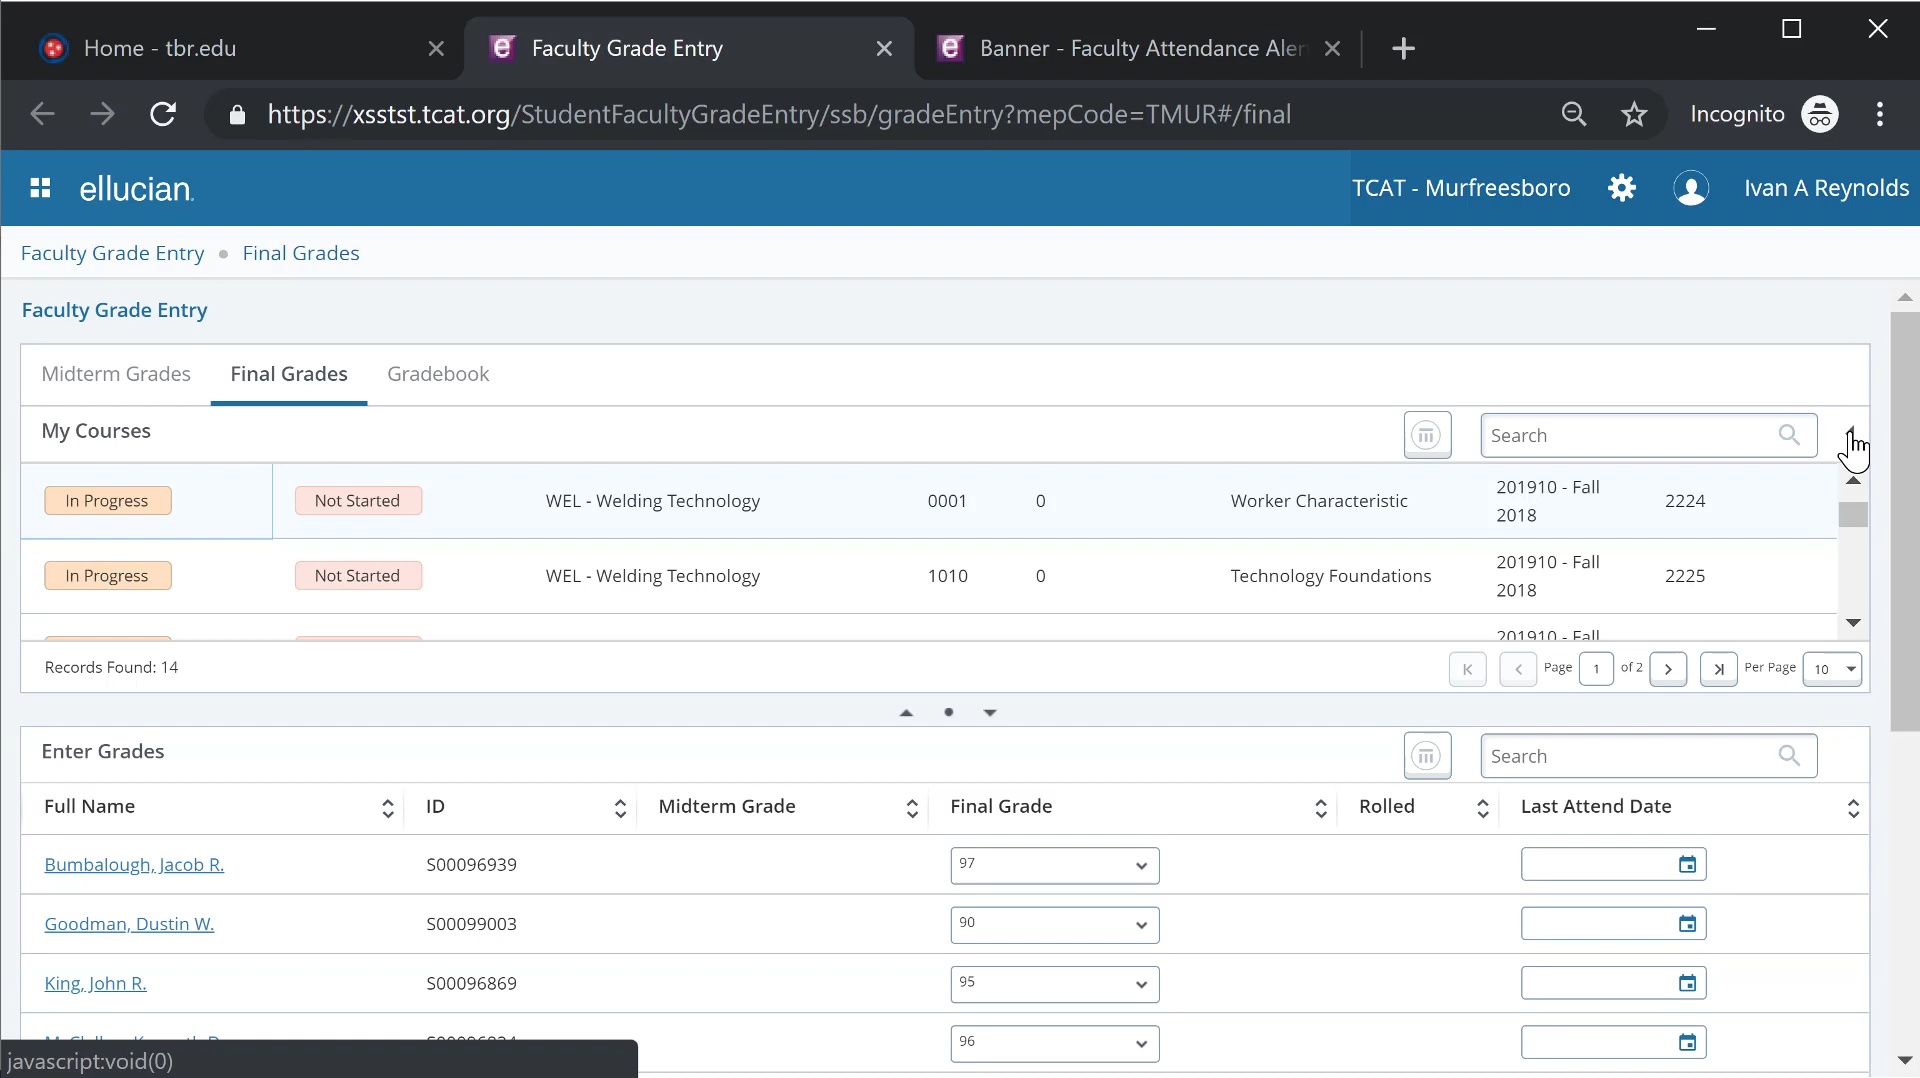 Home - tbr.edu
Faculty Grade Entry
Banner - Faculty Attendance Aler
https://xsstst.tcat.org/StudentFacultyGradeEntry/ssb/gradeEntry?mepCode=TMUR#/final
Incognito
ellucian.
TCAT - Murfreesboro
Ivan A Reynolds
Faculty Grade Entry • Final Grades
Faculty Grade Entry
Midterm Grades Final Grades Gradebook
My Courses
Search
In Progress Not Started WEL - Welding Technology 0001 0 Worker Characteristic 201910 - Fall 2018 2224
In Progress Not Started WEL - Welding Technology 1010 0 Technology Foundations 201910 - Fall 2018 2225
201910 - Fall
Records Found: 14
Page 1 of 2 Per Page 10
Enter Grades
Search
Full Name ID Midterm Grade Final Grade Rolled Last Attend Date
Bumbalough, Jacob R. S00096939 97
Goodman, Dustin W. S00099003 90
King, John R. S00096869 95
96
javascript:void(0)